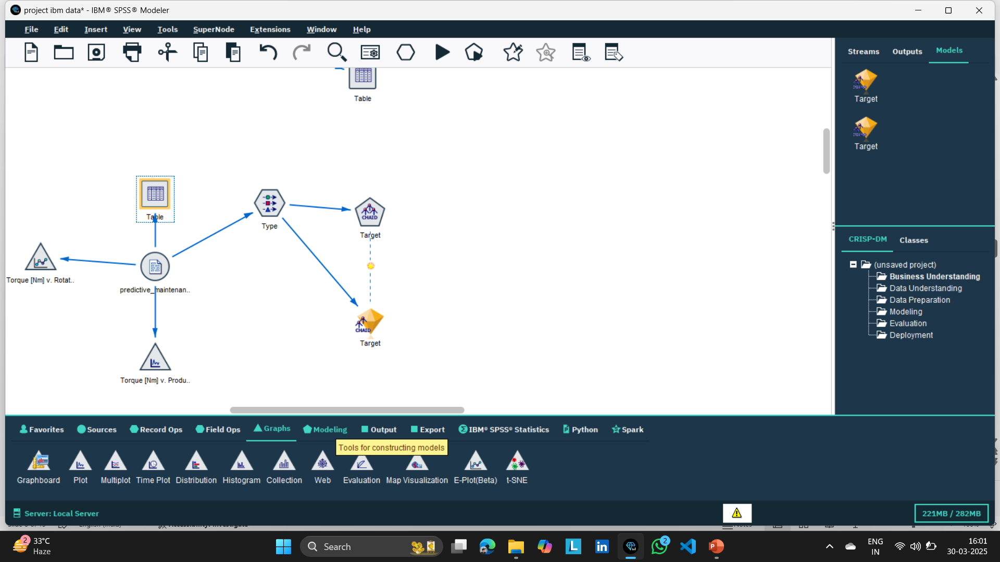 project ibm data* - IBM® SPSS® Modeler
File Edit Insert View Tools SuperNode Extensions Window Help
Streams Outputs Models
Target
Target
Table
Table
Type
CHAID
Target
Torque [Nm] v. Rotat..
predictive_maintenan..
CHAID
Target
Torque [Nm] v. Produ..
CRISP-DM Classes
(unsaved project)
Business Understanding
Data Understanding
Data Preparation
Modeling
Evaluation
Deployment
Favorites Sources Record Ops Field Ops Graphs Modeling Output Export IBM® SPSS® Statistics Python Spark
Tools for constructing models
Graphboard Plot Multiplot Time Plot Distribution Histogram Collection Web Evaluation Map Visualization E-Plot(Beta) t-SNE
Server: Local Server
221MB / 282MB
2
33°C
Haze
Search
L
in
2
P
ENG
IN
16:01
30-03-2025